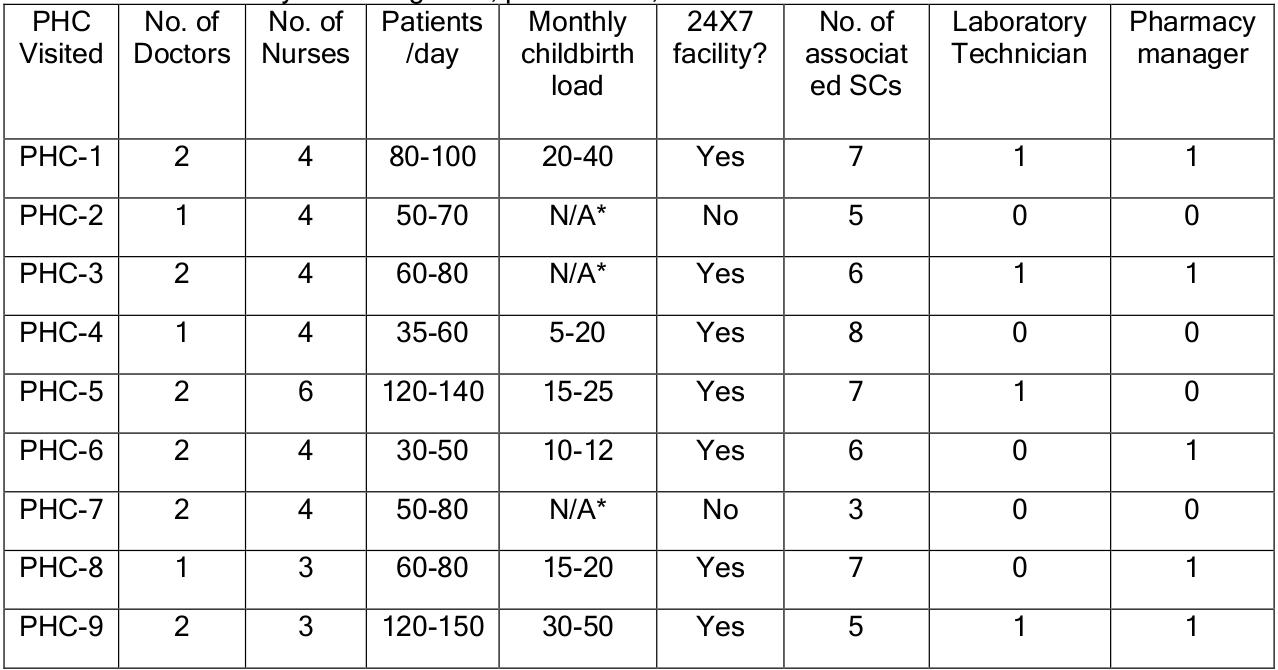 PHC Visited | No. of Doctors | No. of Nurses | Patients /day | Monthly childbirth load | 24X7 facility? | No. of associat ed SCs | Laboratory Technician | Pharmacy manager
PHC-1 | 2 | 4 | 80-100 | 20-40 | Yes | 7 | 1 | 1
PHC-2 | 1 | 4 | 50-70 | N/A* | No | 5 | 0 | 0
PHC-3 | 2 | 4 | 60-80 | N/A* | Yes | 6 | 1 | 1
PHC-4 | 1 | 4 | 35-60 | 5-20 | Yes | 8 | 0 | 0
PHC-5 | 2 | 6 | 120-140 | 15-25 | Yes | 7 | 1 | 0
PHC-6 | 2 | 4 | 30-50 | 10-12 | Yes | 6 | 0 | 1
PHC-7 | 2 | 4 | 50-80 | N/A* | No | 3 | 0 | 0
PHC-8 | 1 | 3 | 60-80 | 15-20 | Yes | 7 | 0 | 1
PHC-9 | 2 | 3 | 120-150 | 30-50 | Yes | 5 | 1 | 1